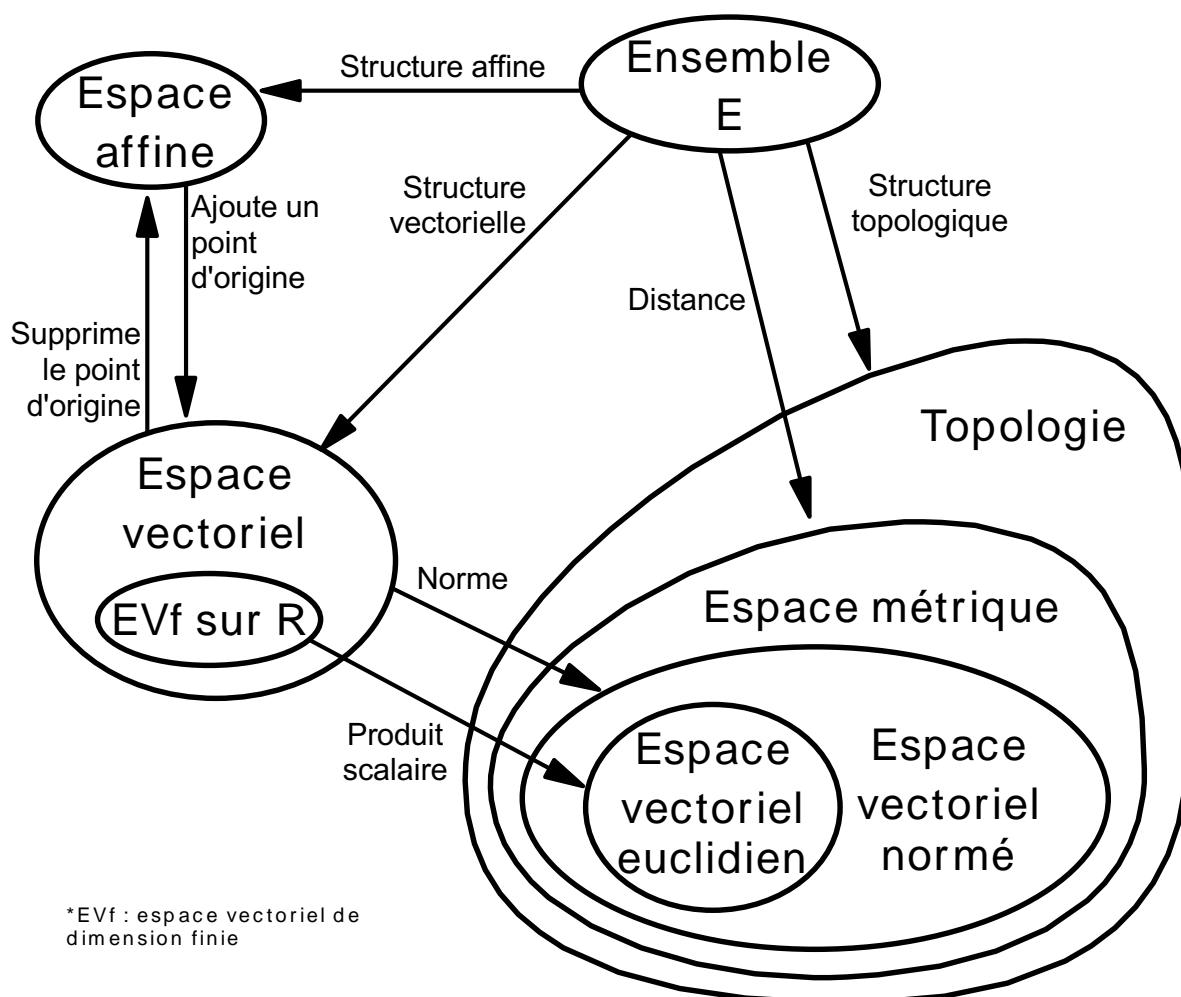 Ensemble
E
Structure affine
Espace
affine
Structure
vectorielle
Structure
topologique
Ajoute un
point
d'origine
Distance
Supprime
le point
d'origine
Topologie
Espace
vectoriel
EVf sur R
Norme
Espace métrique
Produit
scalaire
Espace
vectoriel
euclidien
Espace
vectoriel
normé
*EVf : espace vectoriel de
dimension finie